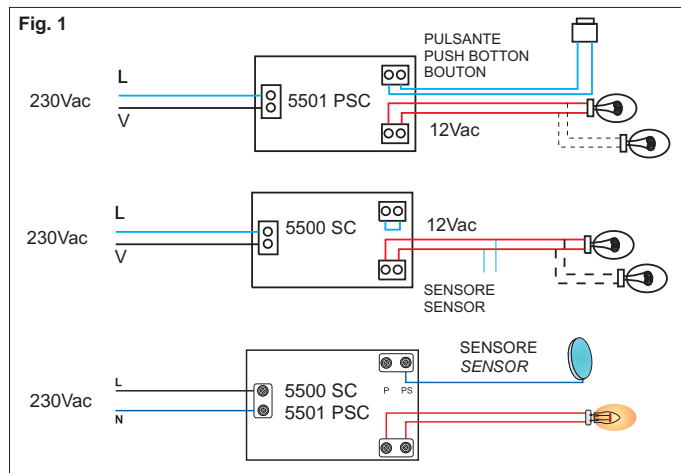 Fig. 1
PULSANTE
PUSH BOTTON
BOUTON
L
230Vac
V
5501 PSC
12Vac
L
230Vac
V
5500 SC
12Vac
SENSORE
SENSOR
SENSORE
SENSOR
L
230Vac
N
5500 SC
5501 PSC
P PS